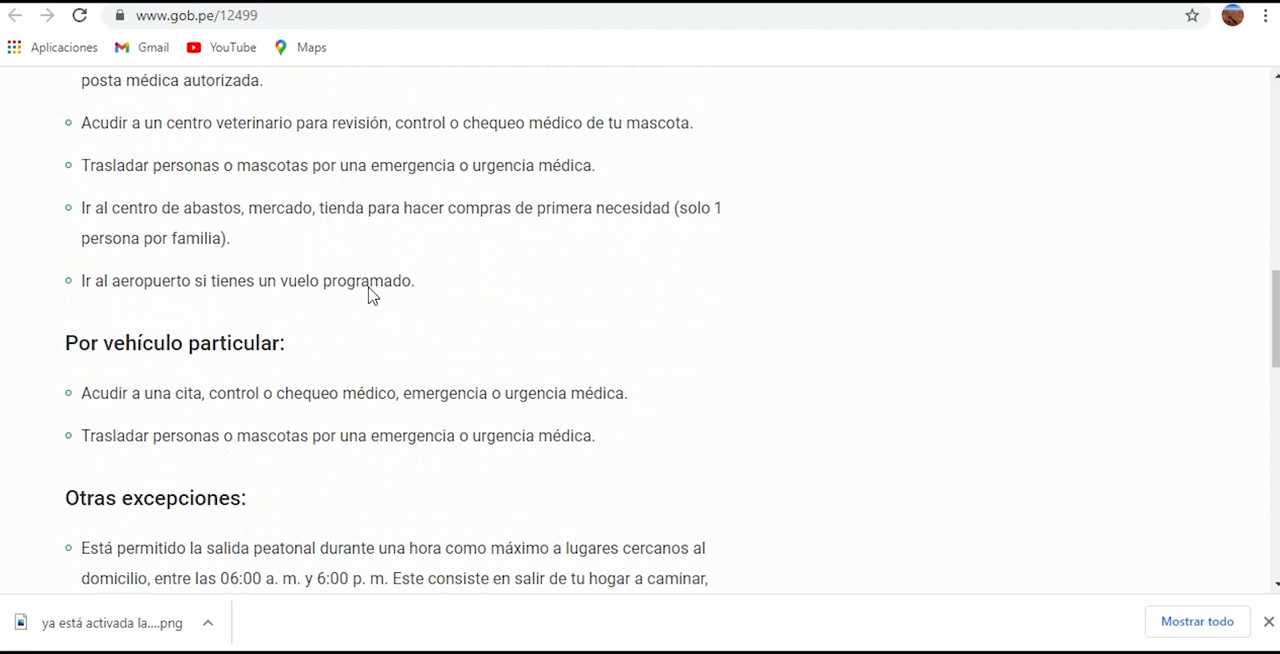 www.gob.pe/12499
Aplicaciones Gmail YouTube Maps
posta médica autorizada.
Acudir a un centro veterinario para revisión, control o chequeo médico de tu mascota.
Trasladar personas o mascotas por una emergencia o urgencia médica.
Ir al centro de abastos, mercado, tienda para hacer compras de primera necesidad (solo 1
persona por familia).
Ir al aeropuerto si tienes un vuelo programado.
Por vehículo particular:
Acudir a una cita, control o chequeo médico, emergencia o urgencia médica.
Trasladar personas o mascotas por una emergencia o urgencia médica.
Otras excepciones:
Está permitido la salida peatonal durante una hora como máximo a lugares cercanos al
domicilio, entre las 06:00 a. m. y 6:00 p. m. Este consiste en salir de tu hogar a caminar,
ya está activada la....png
Mostrar todo